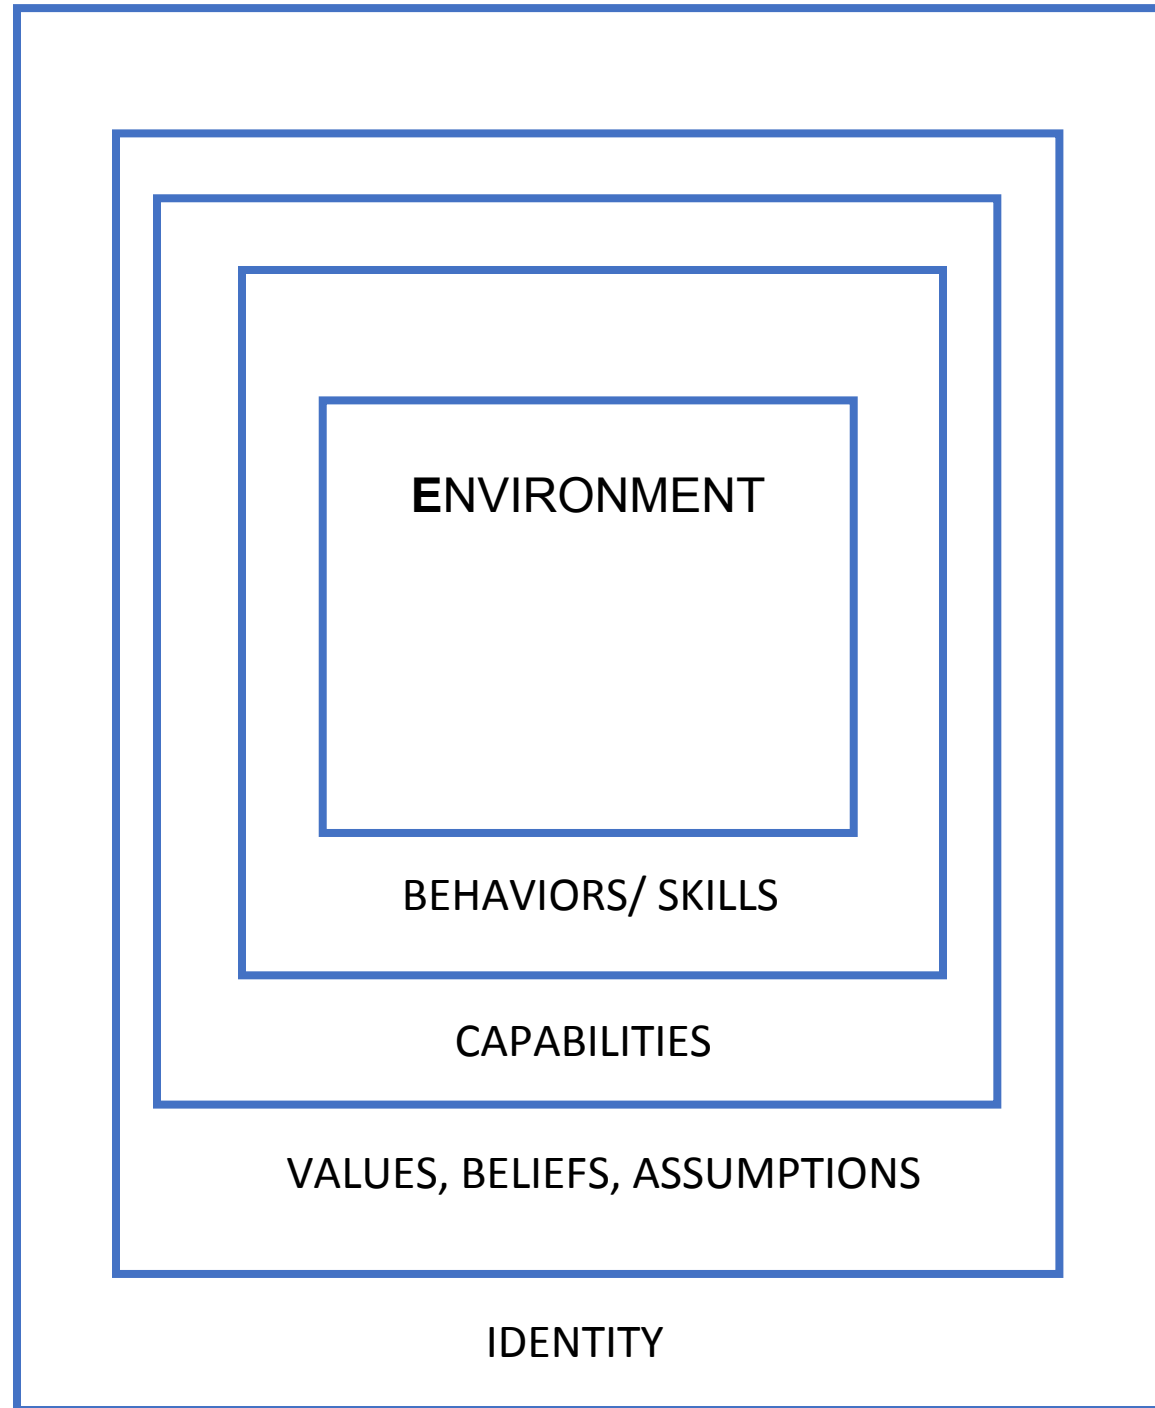 ENVIRONMENT
BEHAVIORS/ SKILLS
CAPABILITIES
VALUES, BELIEFS, ASSUMPTIONS
IDENTITY